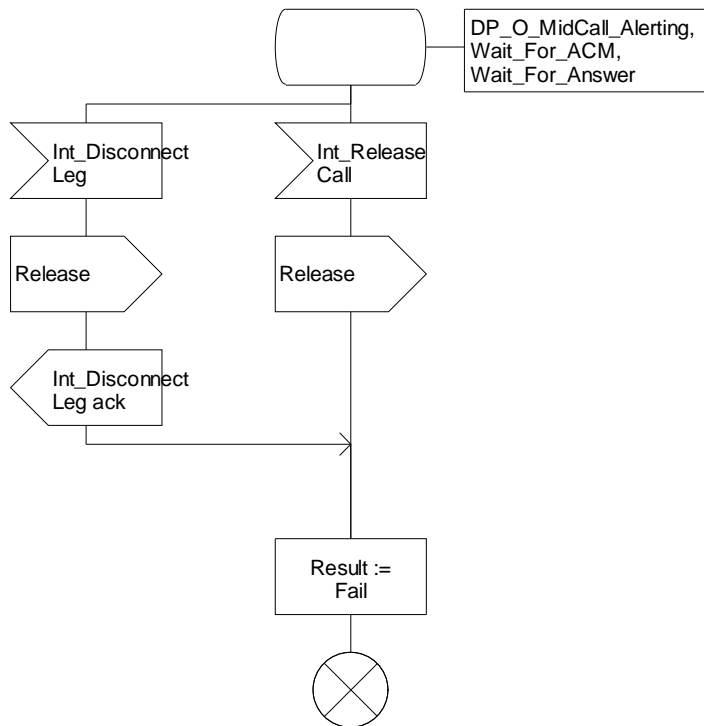 DP_O_MidCall_Alerting,
Wait_For_ACM,
Wait_For_Answer
Int_Disconnect
Leg
Int_Release
Call
Release
Release
Int_Disconnect
Leg ack
Result :=
Fail